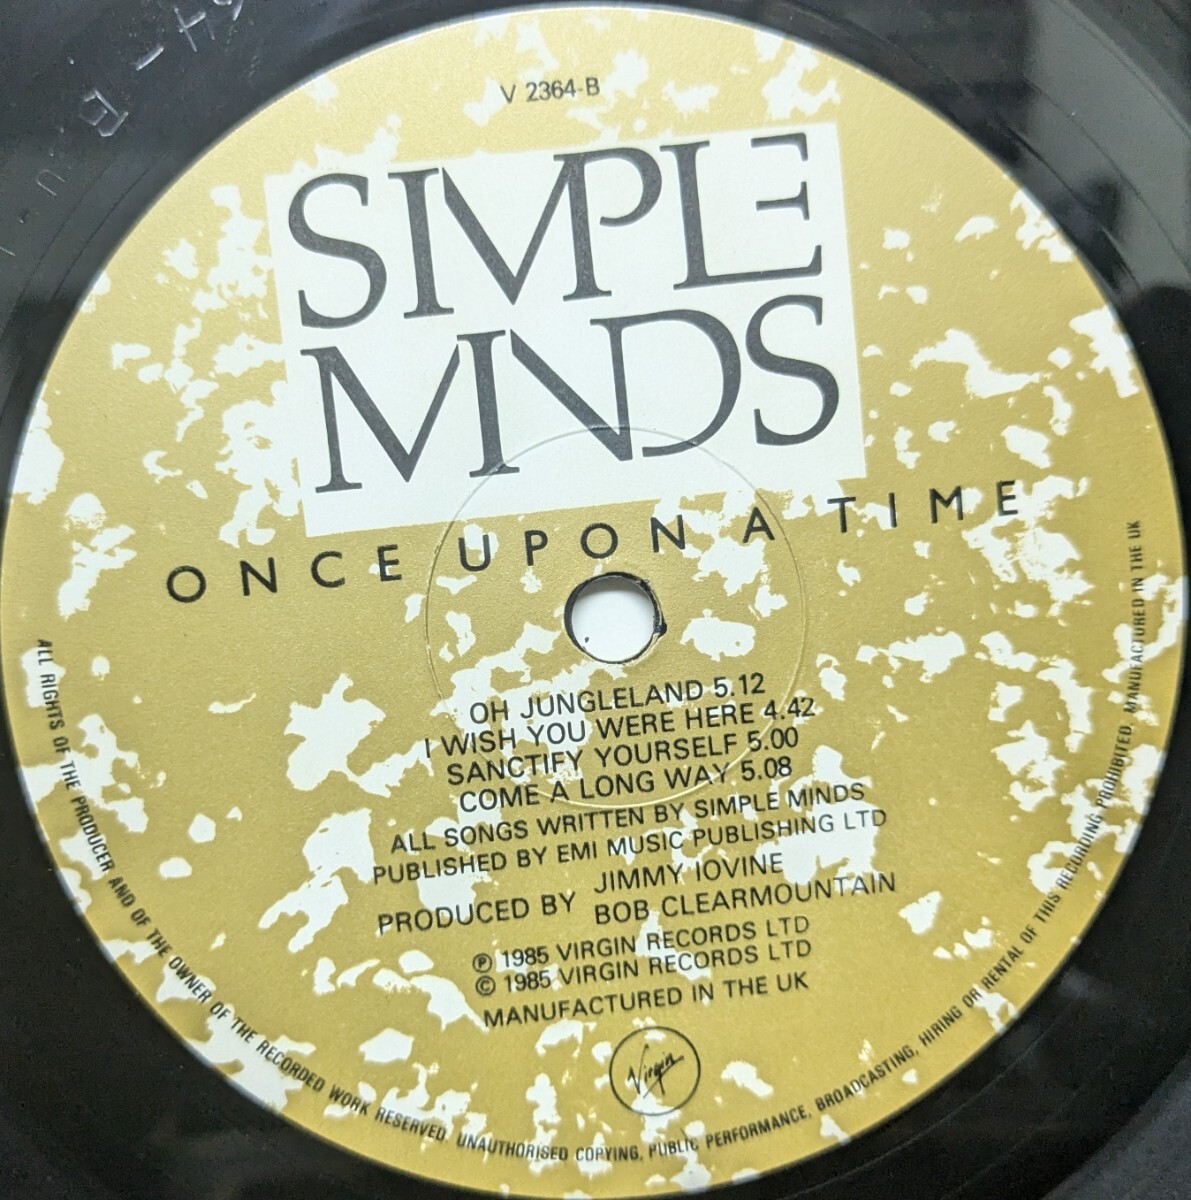 V 2364-B
SIMPLE
MINDS
ONCE UPON A TIME
OH JUNGLELAND 5.12
I WISH YOU WERE HERE 4.42
SANCTIFY YOURSELF 5.00
COME A LONG WAY 5.08
ALL SONGS WRITTEN BY SIMPLE MINDS
PUBLISHED BY EMI MUSIC PUBLISHING LTD
PRODUCED BY JIMMY IOVINE
BOB CLEARMOUNTAIN
Ⓟ 1985 VIRGIN RECORDS LTD
© 1985 VIRGIN RECORDS LTD
MANUFACTURED IN THE UK
Virgin
ALL RIGHTS OF THE PRODUCER AND OF THE OWNER OF THE RECORDED WORK RESERVED. UNAUTHORISED COPYING, PUBLIC PERFORMANCE, BROADCASTING, HIRING OR RENTAL OF THIS RECORDING PROHIBITED. MANUFACTURED IN THE UK